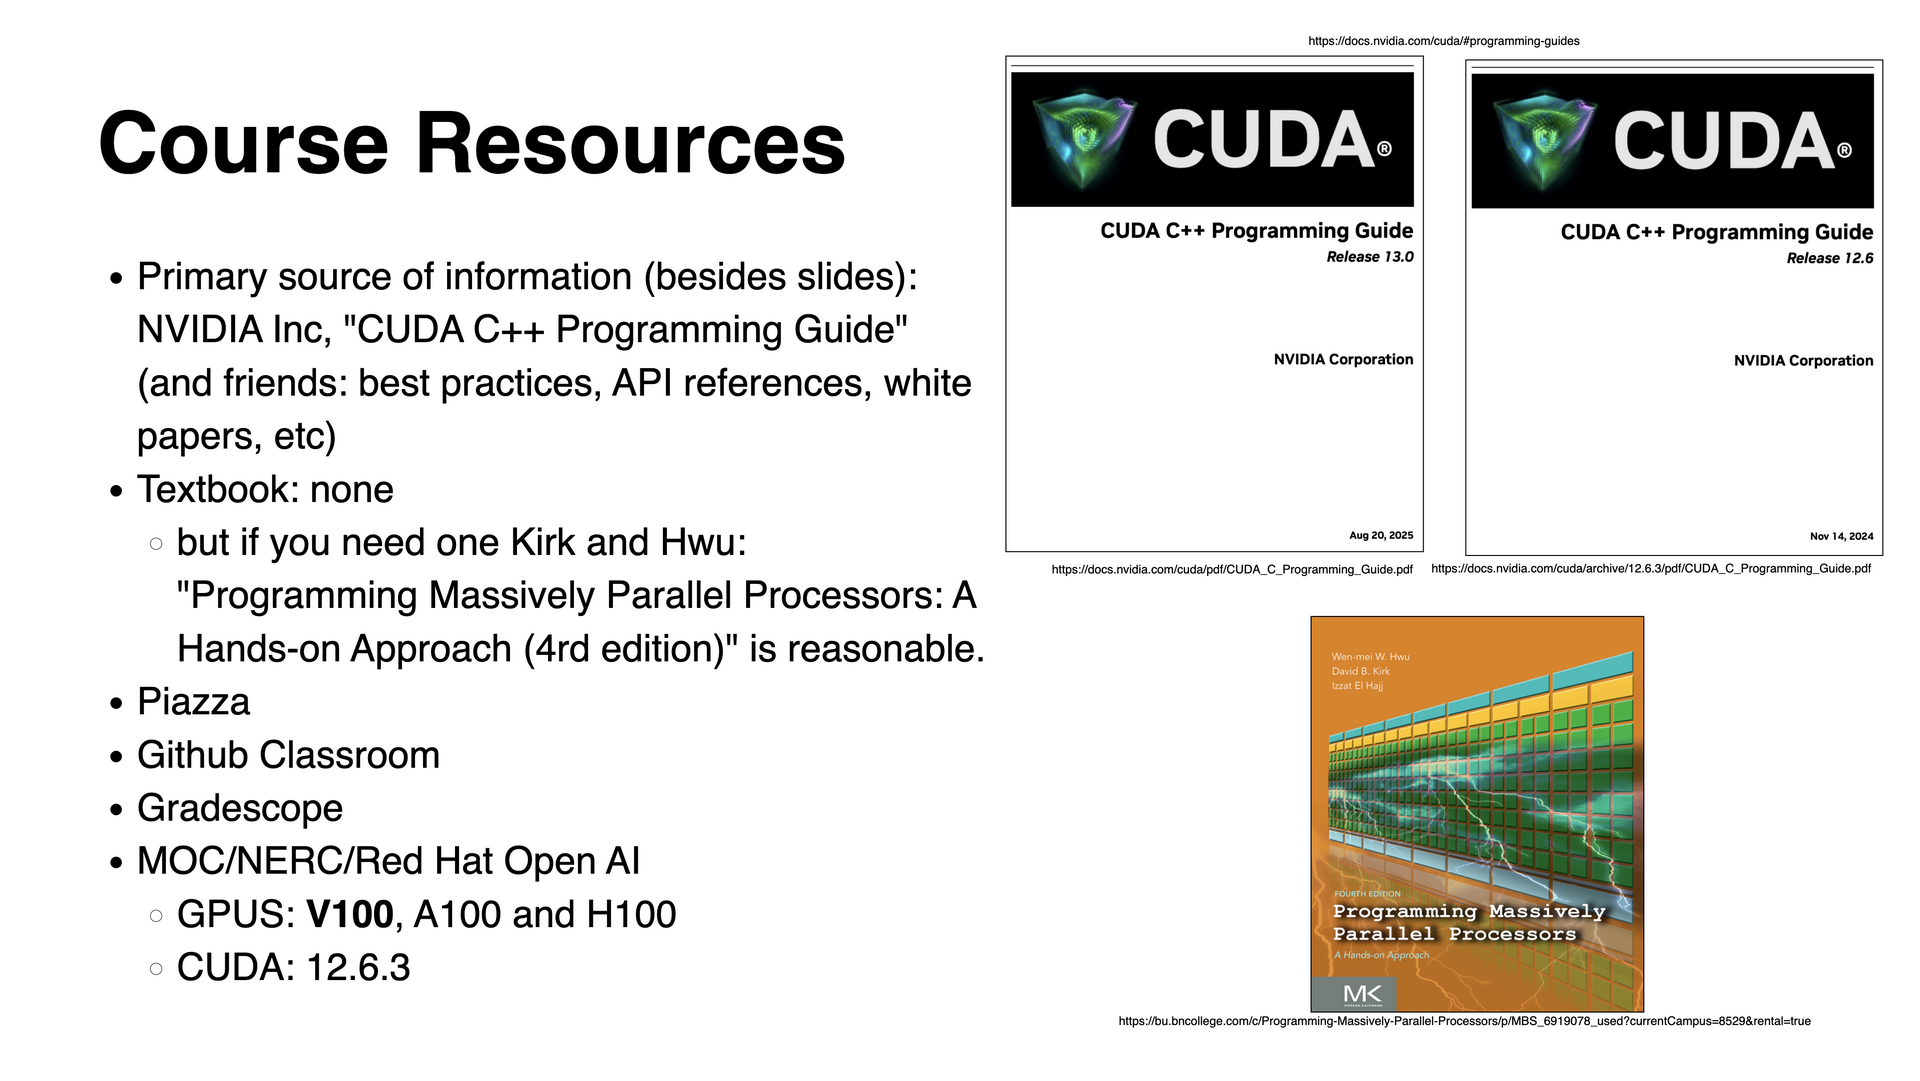 Course Resources
• Primary source of information (besides slides):
NVIDIA Inc, "CUDA C++ Programming Guide"
(and friends: best practices, API references, white
papers, etc)
• Textbook: none
◦ but if you need one Kirk and Hwu:
"Programming Massively Parallel Processors: A
Hands-on Approach (4rd edition)" is reasonable.
• Piazza
• Github Classroom
• Gradescope
• MOC/NERC/Red Hat Open AI
◦ GPUS: V100, A100 and H100
◦ CUDA: 12.6.3
https://docs.nvidia.com/cuda/#programming-guides
CUDA®
CUDA C++ Programming Guide
Release 13.0
NVIDIA Corporation
Aug 20, 2025
https://docs.nvidia.com/cuda/pdf/CUDA_C_Programming_Guide.pdf
CUDA®
CUDA C++ Programming Guide
Release 12.6
NVIDIA Corporation
Nov 14, 2024
https://docs.nvidia.com/cuda/archive/12.6.3/pdf/CUDA_C_Programming_Guide.pdf
Wen-mei W. Hwu
David B. Kirk
Izzat El Hajj
FOURTH EDITION
Programming Massively
Parallel Processors
A Hands-on Approach
MK
MORGAN KAUFMANN
https://bu.bncollege.com/c/Programming-Massively-Parallel-Processors/p/MBS_6919078_used?currentCampus=8529&rental=true